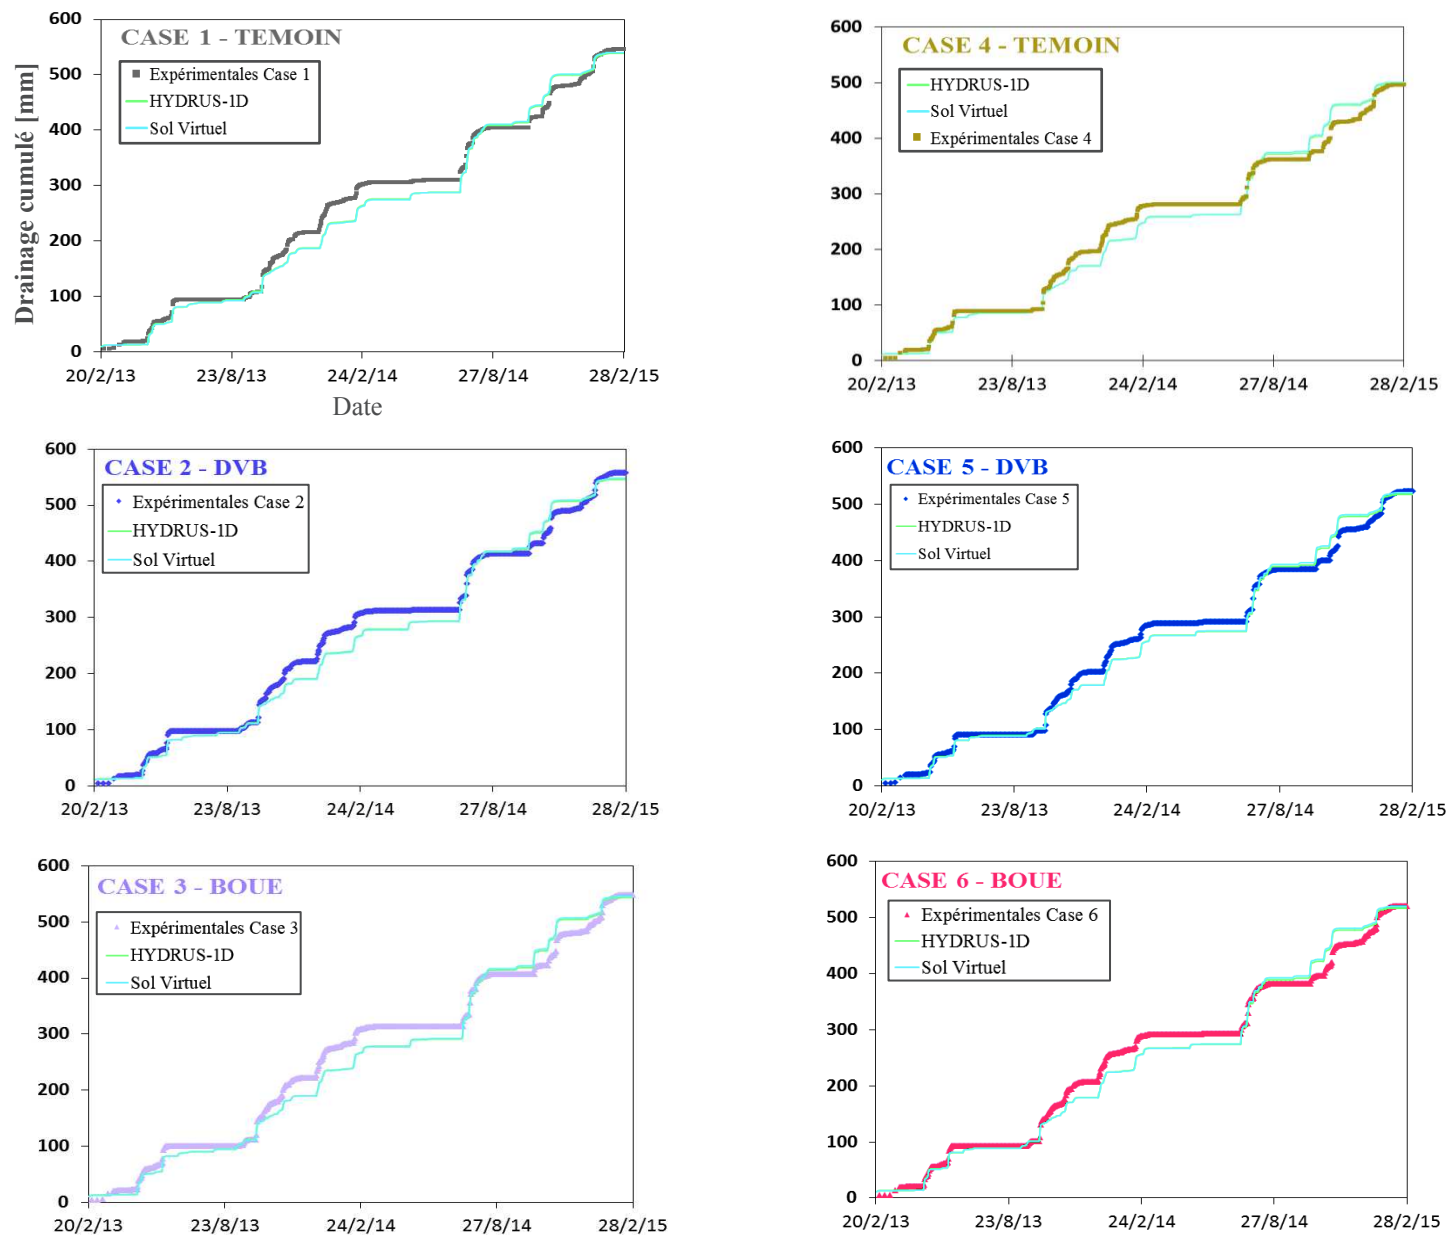 CASE 1 - TEMOIN
Expérimentales Case 1
HYDRUS-1D
Sol Virtuel
Drainage cumulé [mm]
600
500
400
300
200
100
0
20/2/13 23/8/13 24/2/14 27/8/14 28/2/15
Date
CASE 4 - TEMOIN
HYDRUS-1D
Sol Virtuel
Expérimentales Case 4
600
500
400
300
200
100
0
20/2/13 23/8/13 24/2/14 27/8/14 28/2/15
CASE 2 - DVB
Expérimentales Case 2
HYDRUS-1D
Sol Virtuel
600
500
400
300
200
100
0
20/2/13 23/8/13 24/2/14 27/8/14 28/2/15
CASE 5 - DVB
Expérimentales Case 5
HYDRUS-1D
Sol Virtuel
600
500
400
300
200
100
0
20/2/13 23/8/13 24/2/14 27/8/14 28/2/15
CASE 3 - BOUE
Expérimentales Case 3
HYDRUS-1D
Sol Virtuel
600
500
400
300
200
100
0
20/2/13 23/8/13 24/2/14 27/8/14 28/2/15
CASE 6 - BOUE
Expérimentales Case 6
HYDRUS-1D
Sol Virtuel
600
500
400
300
200
100
0
20/2/13 23/8/13 24/2/14 27/8/14 28/2/15